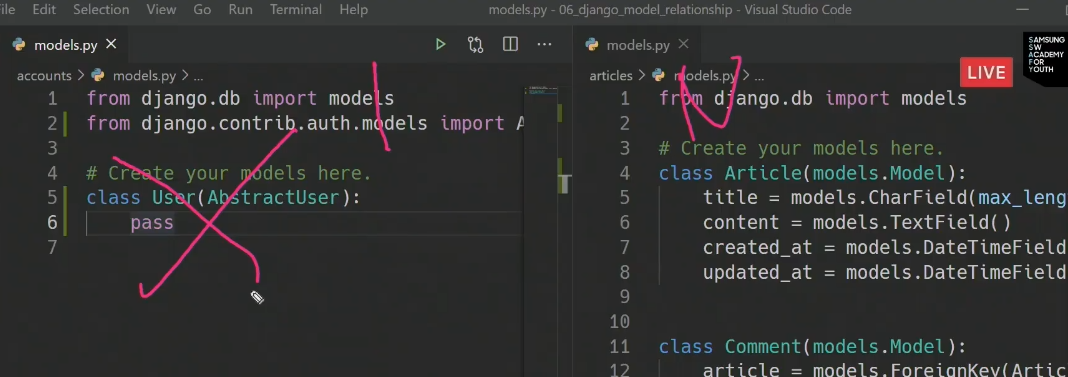 File Edit Selection View Go Run Terminal Help models.py - 06_django_model_relationship - Visual Studio Code
models.py
accounts > models.py > ...
1 from django.db import models
2 from django.contrib.auth.models import A
3
4 # Create your models here.
5 class User(AbstractUser):
6     pass
7
models.py
articles > models.py > ...
1 from django.db import models
2
3 # Create your models here.
4 class Article(models.Model):
5     title = models.CharField(max_leng
6     content = models.TextField()
7     created_at = models.DateTimeField
8     updated_at = models.DateTimeField
9
10
11 class Comment(models.Model):
12     article = models.ForeignKey(Artic
LIVE
SAMSUNG
SW
ACADEMY
FOR
YOUTH